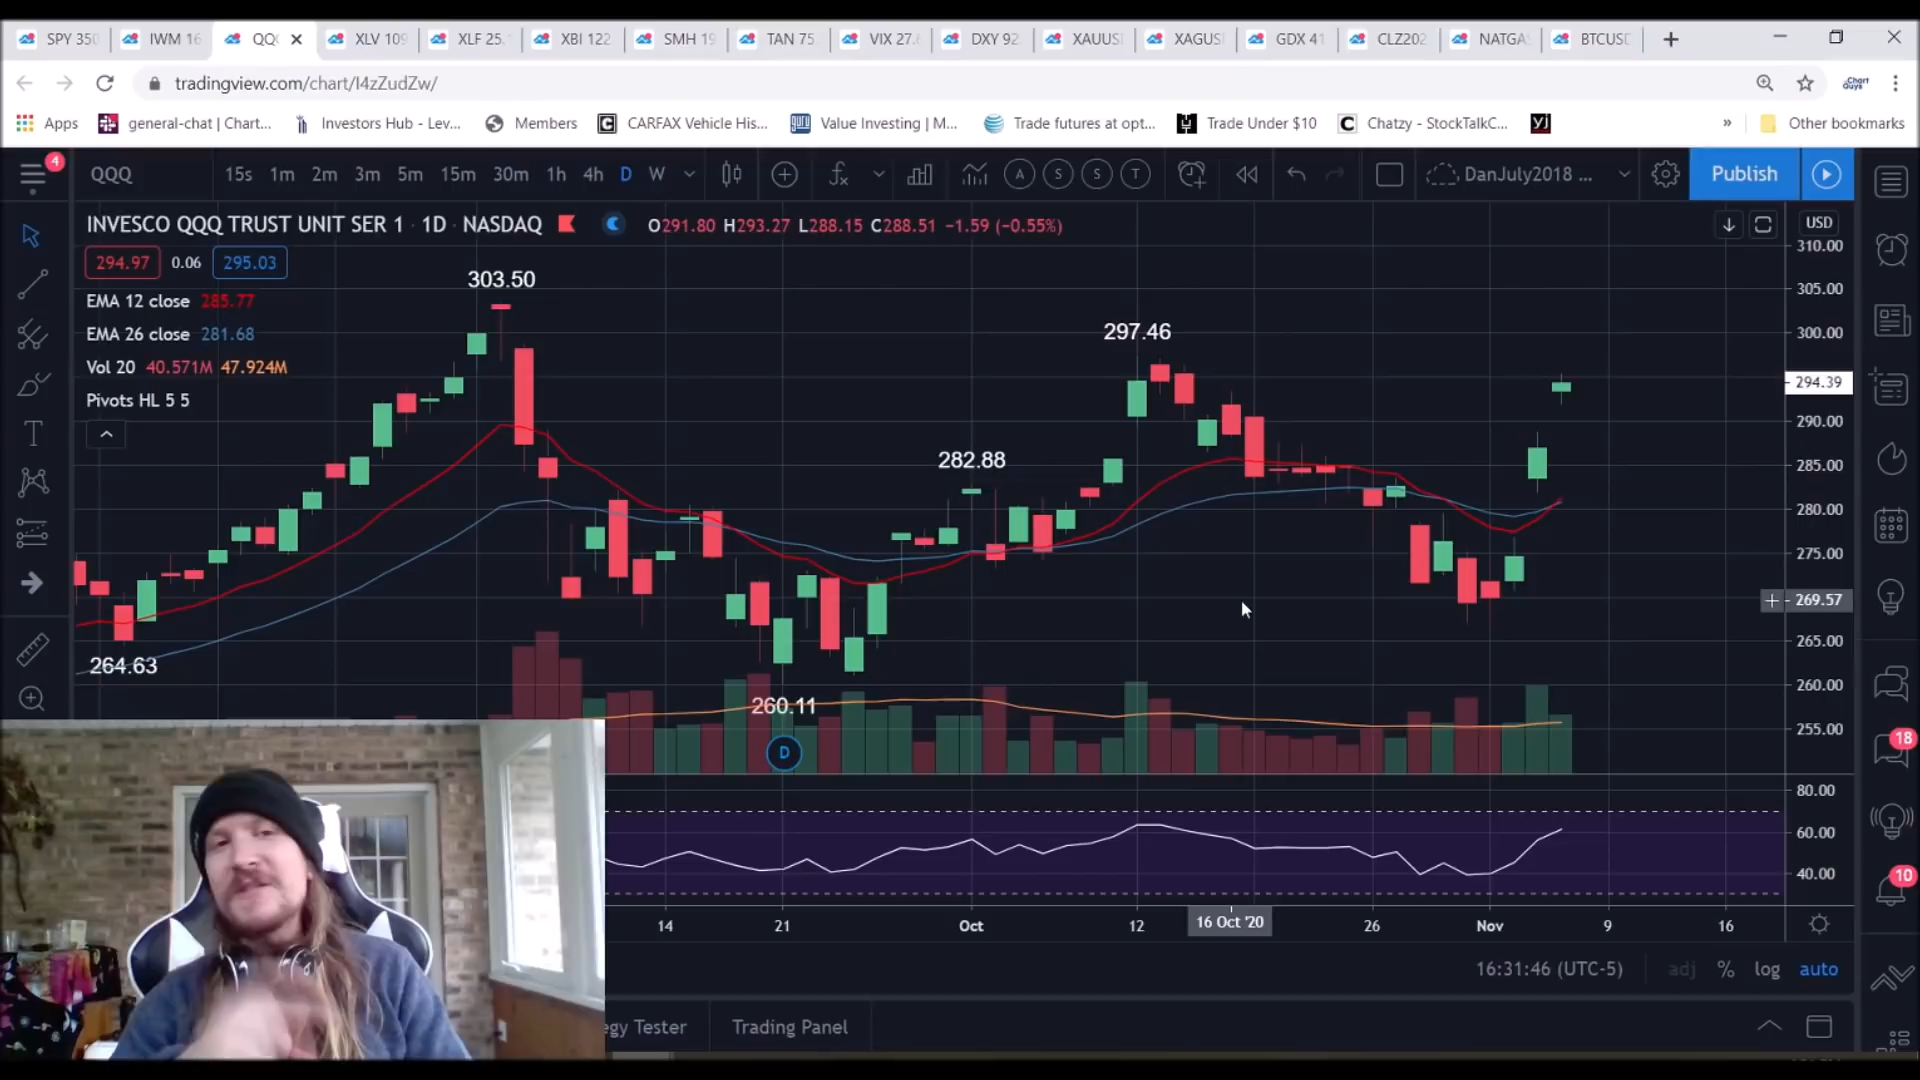 SPY 350
IWM 16
QQ
XLV 109
XLF 25.
XBI 122
SMH 19
TAN 75
VIX 27.
DXY 92
XAUUS
XAGUS
GDX 41
CLZ202
NATGA
BTCUSD
tradingview.com/chart/I4zZudZw/
Chart Guys
Apps
general-chat | Chart...
Investors Hub - Lev...
Members
CARFAX Vehicle His...
Value Investing | M...
Trade futures at opt...
Trade Under $10
Chatzy - StockTalkC...
»
Other bookmarks
4
QQQ
15s
1m
2m
3m
5m
15m
30m
1h
4h
D
W
A
S
S
T
DanJuly2018 ...
Publish
INVESCO QQQ TRUST UNIT SER 1 · 1D · NASDAQ
O291.80 H293.27 L288.15 C288.51 −1.59 (−0.55%)
USD
294.97
0.06
295.03
EMA 12 close 285.77
EMA 26 close 281.68
Vol 20 40.571M 47.924M
Pivots HL 5 5
303.50
297.46
282.88
264.63
260.11
D
310.00
305.00
300.00
294.39
290.00
285.00
280.00
275.00
269.57
265.00
260.00
255.00
80.00
60.00
40.00
18
10
14
21
Oct
12
16 Oct '20
26
Nov
9
16
16:31:46 (UTC-5)
adj
%
log
auto
egy Tester
Trading Panel